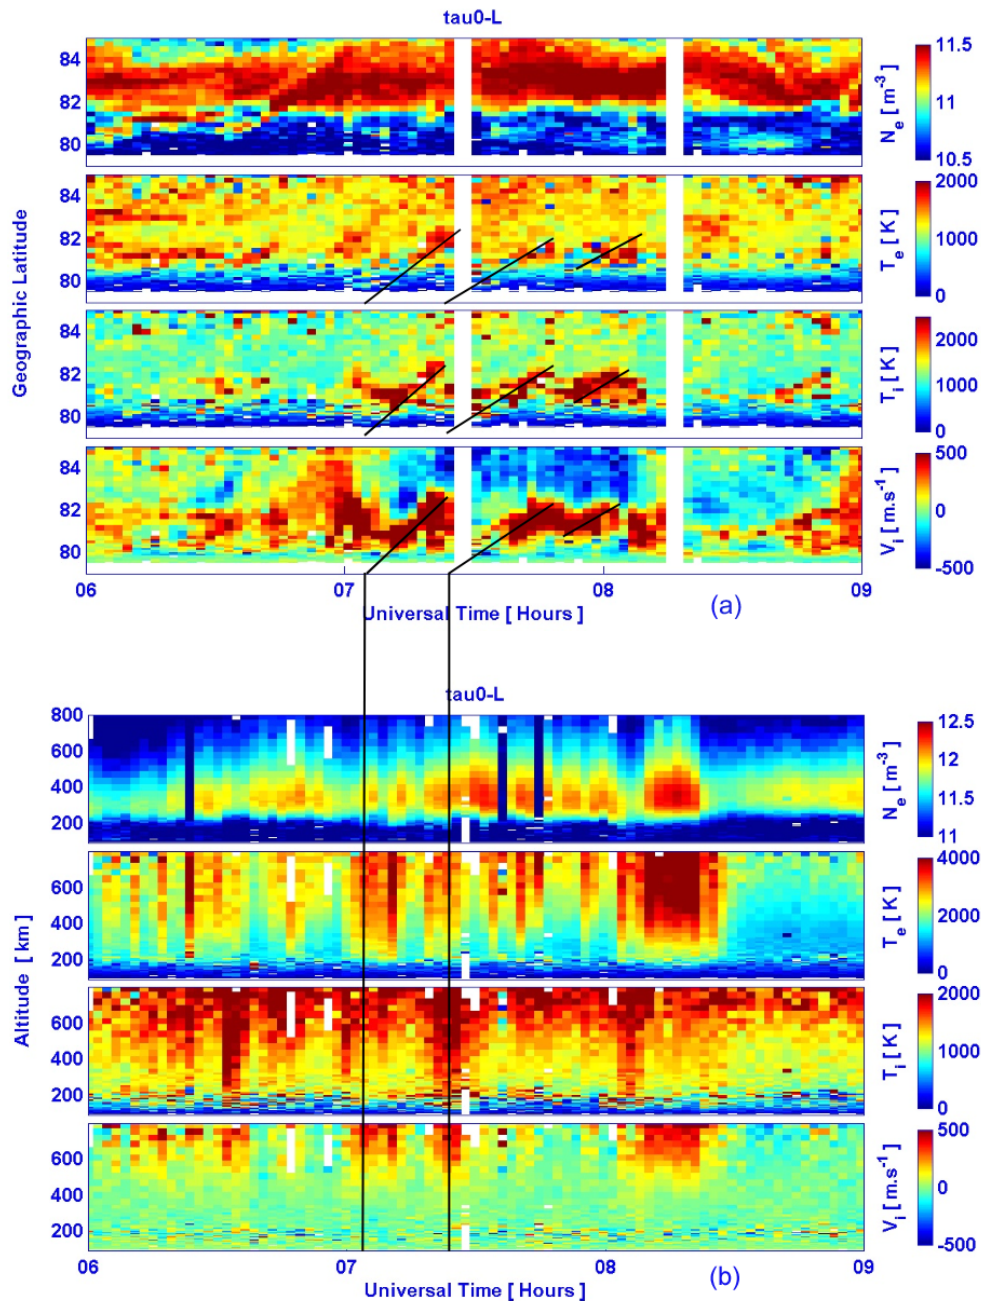 tau0-L
84
82
80
11.5
11
10.5
N_e [ m^-3 ]
84
82
80
2000
1000
0
T_e [ K ]
Geographic Latitude
84
82
80
2000
1000
0
T_i [ K ]
84
82
80
500
0
-500
V_i [ m.s^-1 ]
06 07 08 09
Universal Time [ Hours ]
(a)
tau0-L
800
600
400
200
12.5
12
11.5
11
N_e [ m^-3 ]
600
400
200
4000
2000
0
T_e [ K ]
Altitude [ km ]
600
400
200
2000
1000
0
T_i [ K ]
600
400
200
500
0
-500
V_i [ m.s^-1 ]
06 07 08 09
Universal Time [ Hours ]
(b)